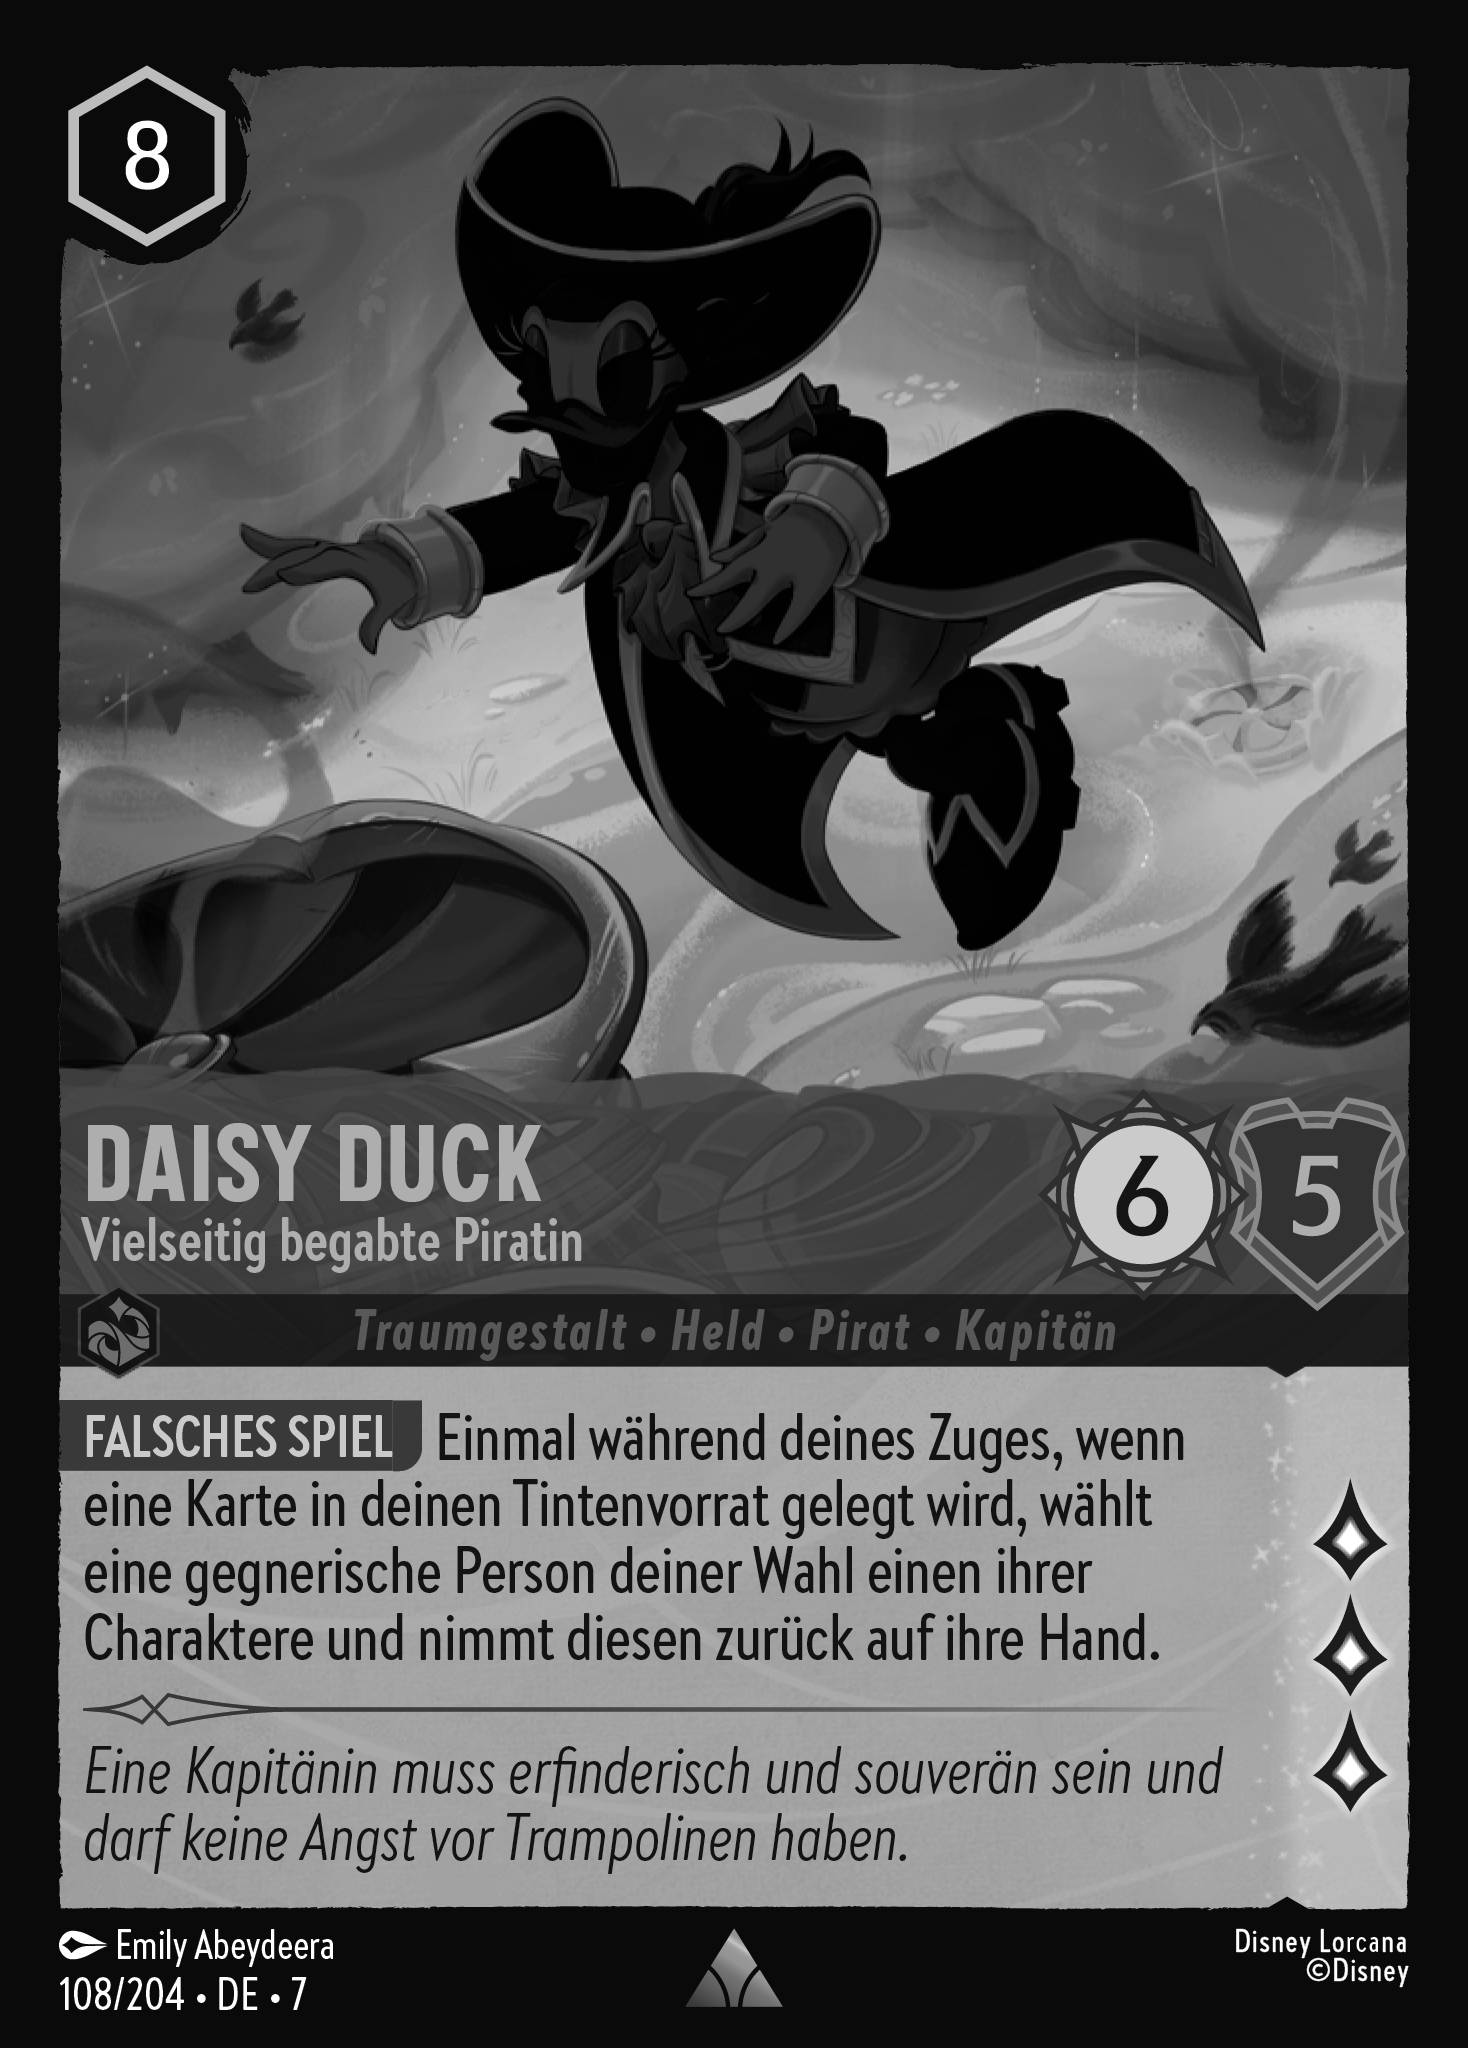 8
DAISY DUCK
Vielseitig begabte Piratin
6
5
Traumgestalt • Held • Pirat • Kapitän
FALSCHES SPIEL Einmal während deines Zuges, wenn
eine Karte in deinen Tintenvorrat gelegt wird, wählt
eine gegnerische Person deiner Wahl einen ihrer
Charaktere und nimmt diesen zurück auf ihre Hand.
Eine Kapitänin muss erfinderisch und souverän sein und
darf keine Angst vor Trampolinen haben.
Emily Abeydeera
108/204 • DE • 7
Disney Lorcana
©Disney